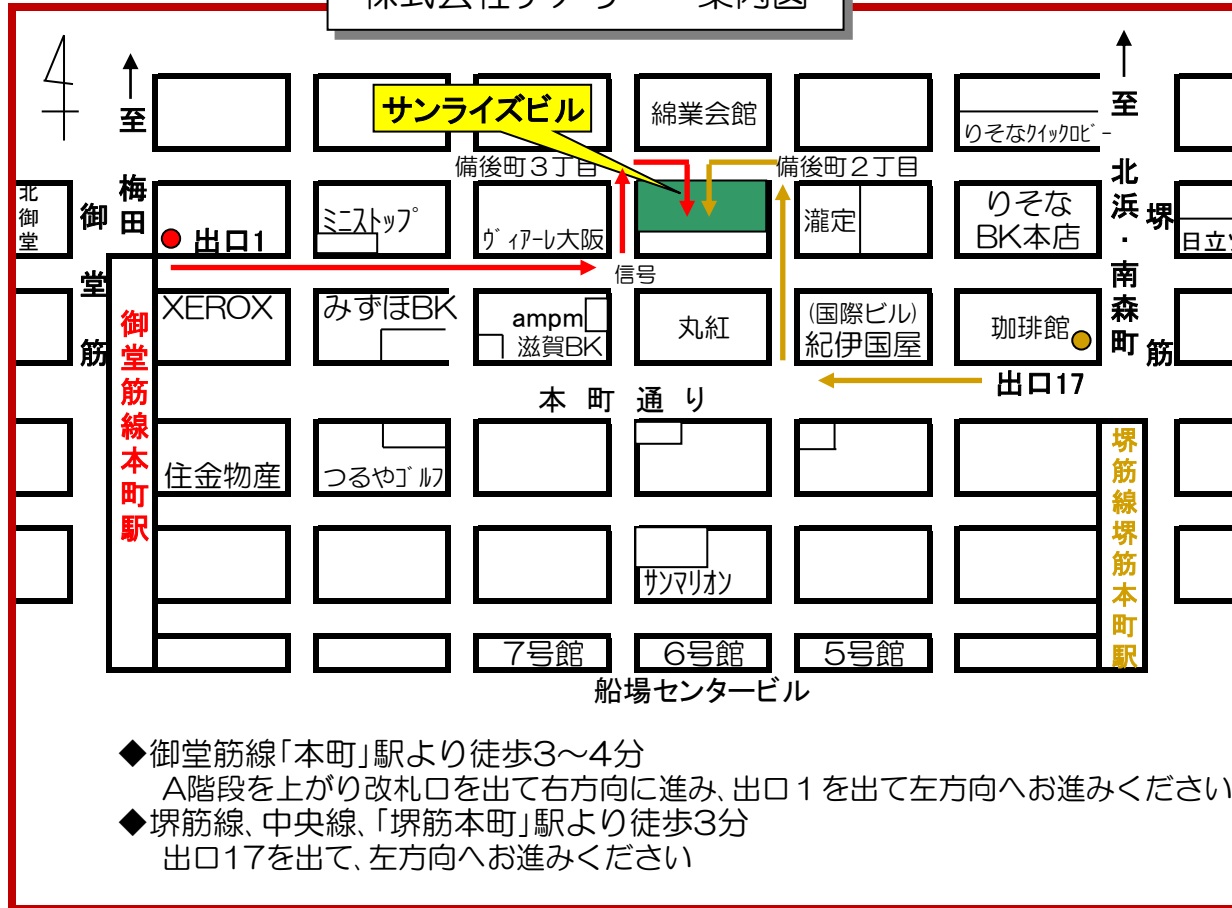 案内図
至
梅田
御堂筋
北御堂
サンライズビル
綿業会館
りそなクイックロビー
至
北浜・南森町
堺筋
備後町3丁目
備後町2丁目
出口1
ミニストップ
ヴィアーレ大阪
瀧定
りそな
BK本店
信号
XEROX
みずほBK
ampm
滋賀BK
丸紅
(国際ビル)
紀伊国屋
珈琲館
出口17
本町通り
御堂筋線本町駅
住金物産
つるやゴルフ
堺筋線堺筋本町駅
サンマリオン
7号館
6号館
5号館
船場センタービル
◆御堂筋線「本町」駅より徒歩3～4分
A階段を上がり改札口を出て右方向に進み、出口1を出て左方向へお進みください
◆堺筋線、中央線、「堺筋本町」駅より徒歩3分
出口17を出て、左方向へお進みください